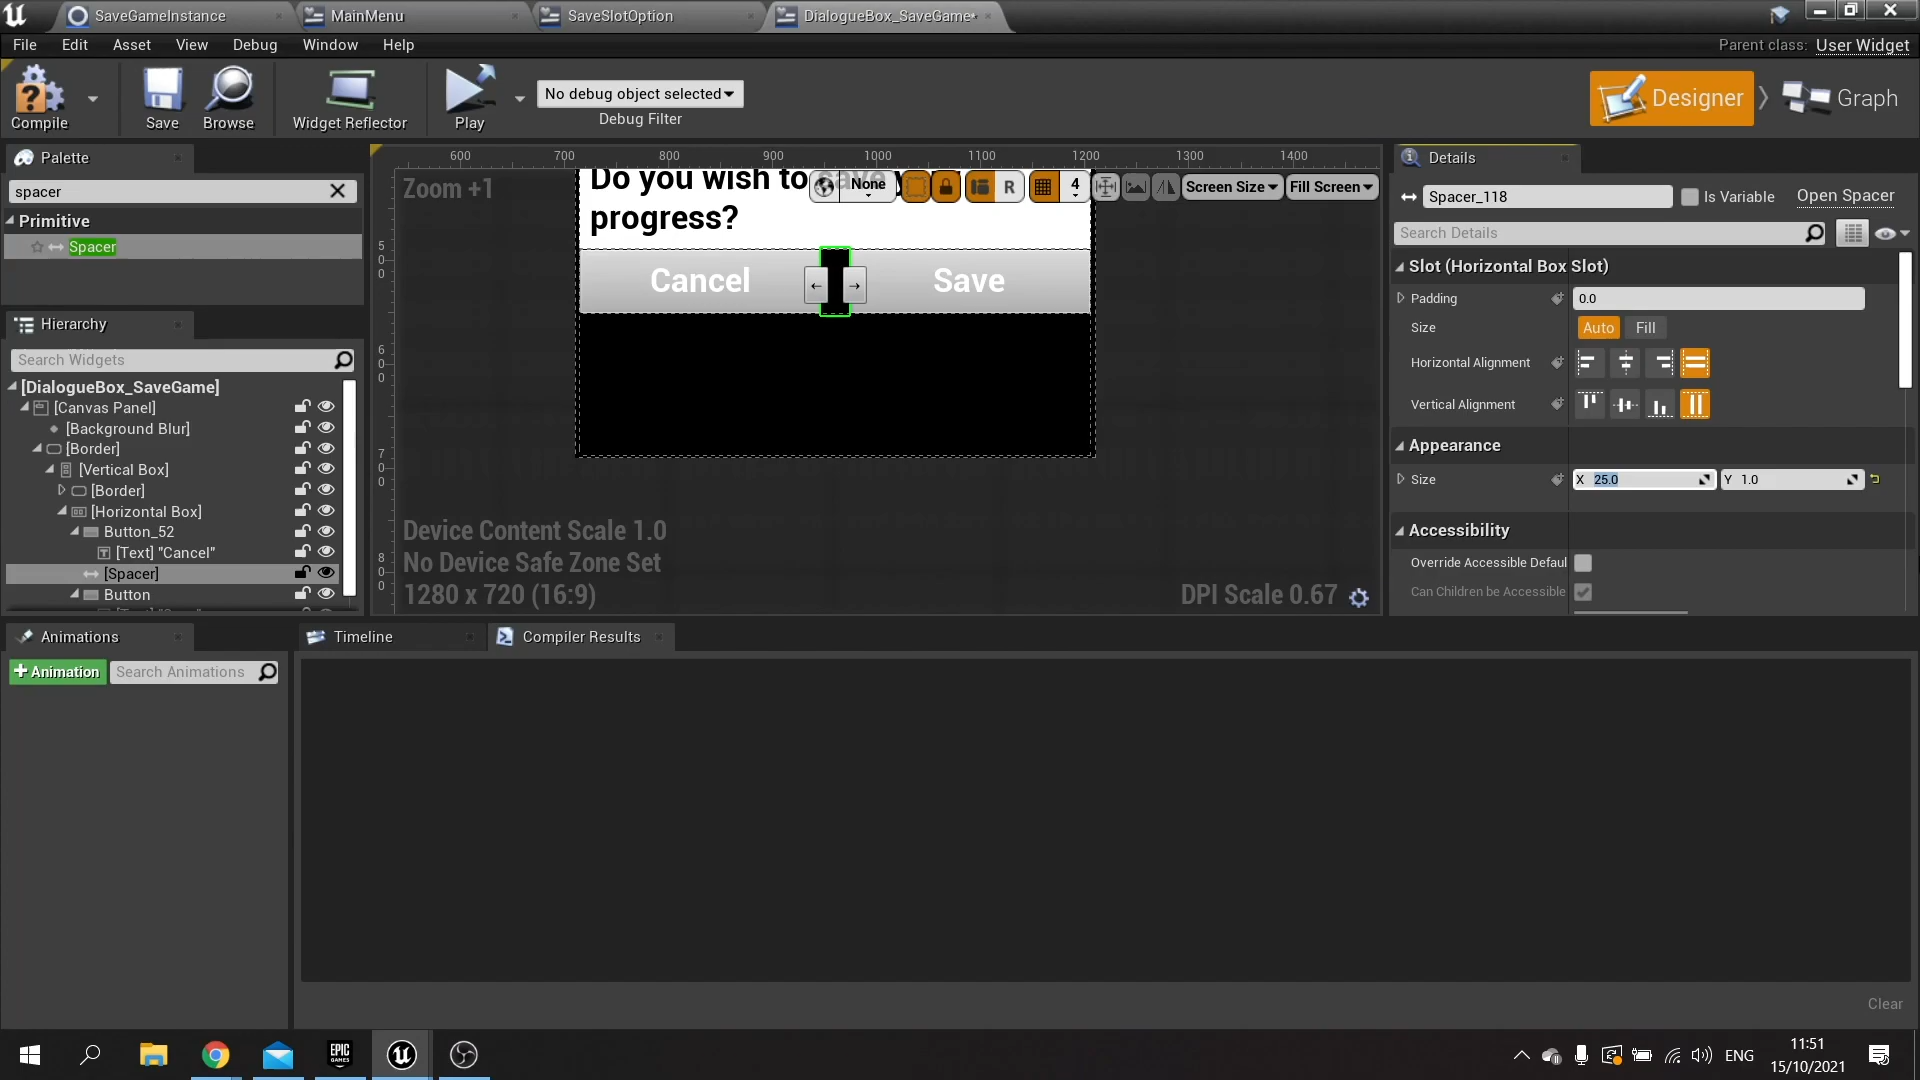 SaveGameInstance
MainMenu
SaveSlotOption
DialogueBox_SaveGame*
File Edit Asset View Debug Window Help
Parent class: User Widget
Compile
Save
Browse
Widget Reflector
Play
No debug object selected
Debug Filter
Designer
Graph
Palette
spacer
Primitive
Spacer
Hierarchy
Search Widgets
[DialogueBox_SaveGame]
[Canvas Panel]
[Background Blur]
[Border]
[Vertical Box]
[Border]
[Horizontal Box]
Button_52
[Text] "Cancel"
[Spacer]
Button
600 700 800 900 1000 1100 1200 1300 1400
500
600
700
800
Zoom +1
None
R
4
Screen Size
Fill Screen
Do you wish to save y
progress?
Cancel
Save
Device Content Scale 1.0
No Device Safe Zone Set
1280 x 720 (16:9)
DPI Scale 0.67
Details
Spacer_118
Is Variable
Open Spacer
Search Details
Slot (Horizontal Box Slot)
Padding 0.0
Size Auto Fill
Horizontal Alignment
Vertical Alignment
Appearance
Size X 25.0 Y 1.0
Accessibility
Override Accessible Defaul
Can Children be Accessible
Animations
+ Animation
Search Animations
Timeline
Compiler Results
Clear
EPIC
GAMES
ENG
11:51
15/10/2021